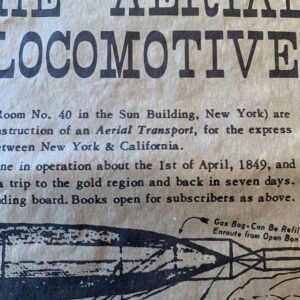 THE AERIAL
LOCOMOTIVE
Room No. 40 in the Sun Building, New York) are
nstruction of an Aerial Transport, for the express
etween New York & California.
ne in operation about the 1st of April, 1849, and
a trip to the gold region and back in seven days.
ding board. Books open for subscribers as above.
Gas Bag - Can Be Refil
Enroute from Open Bon